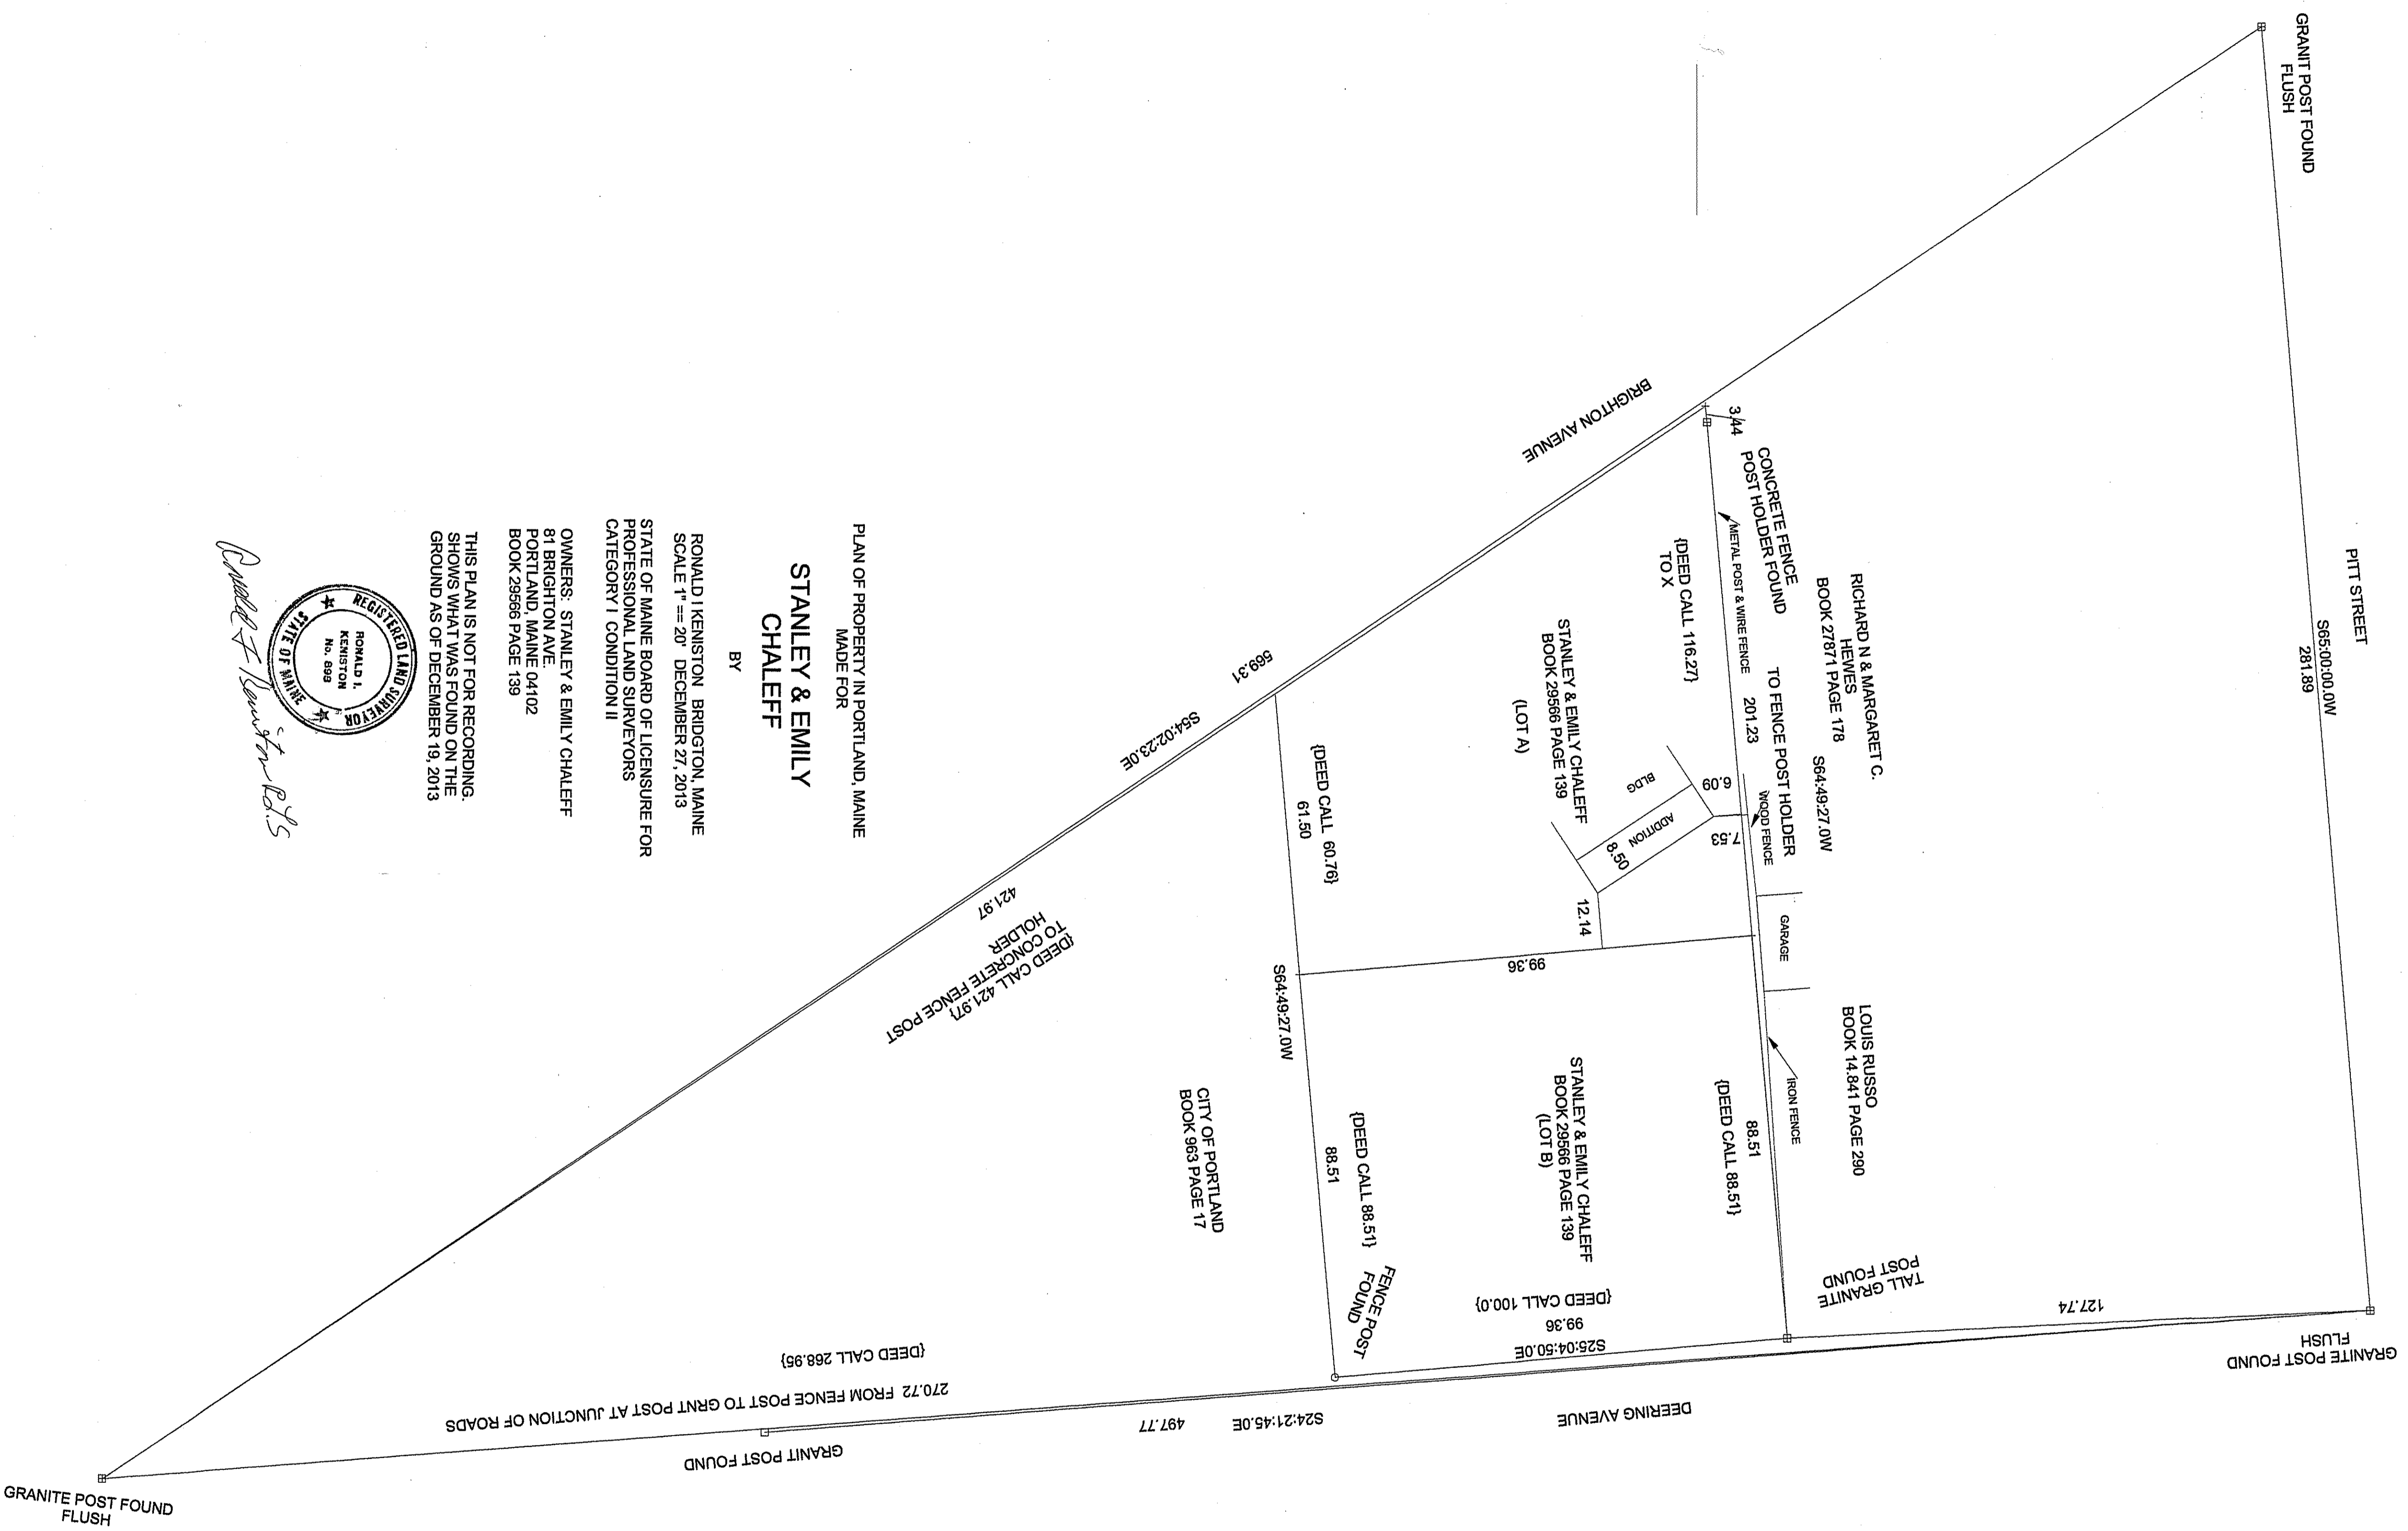 GRANIT POST FOUND
FLUSH
PITT STREET
S65:00:00.0W
281.89
BRIGHTON AVENUE
3.44
CONCRETE FENCE
POST HOLDER FOUND
METAL POST & WIRE FENCE
RICHARD N & MARGARET C.
HEWES
BOOK 27871 PAGE 178
S64:49:27.0W
TO FENCE POST HOLDER
201.23
WOOD FENCE
{DEED CALL 116.27}
TO X
STANLEY & EMILY CHALEFF
BOOK 29566 PAGE 139
(LOT A)
BLDG
6.09
ADDITION
7.53
8.50
12.14
GARAGE
99.36
LOUIS RUSSO
BOOK 14.841 PAGE 290
IRON FENCE
88.51
{DEED CALL 88.51}
STANLEY & EMILY CHALEFF
BOOK 29566 PAGE 139
(LOT B)
{DEED CALL 60.76}
61.50
S64:49:27.0W
{DEED CALL 88.51}
88.51
FENCE POST
FOUND
{DEED CALL 100.0}
99.36
S25:04:50.0E
TALL GRANITE
POST FOUND
127.74
GRANITE POST FOUND
FLUSH
DEERING AVENUE
S24:21:45.0E
497.77
569.31
S54:02:23.0E
421.97
{DEED CALL 421.97}
TO CONCRETE FENCE POST
HOLDER
CITY OF PORTLAND
BOOK 963 PAGE 17
{DEED CALL 268.95}
270.72 FROM FENCE POST TO GRNT POST AT JUNCTION OF ROADS
GRANIT POST FOUND
GRANITE POST FOUND
FLUSH
PLAN OF PROPERTY IN PORTLAND, MAINE
MADE FOR
STANLEY & EMILY
CHALEFF
BY
RONALD I KENISTON BRIDGTON, MAINE
SCALE 1" == 20' DECEMBER 27, 2013
STATE OF MAINE BOARD OF LICENSURE FOR
PROFESSIONAL LAND SURVEYORS
CATEGORY I CONDITION II
OWNERS: STANLEY & EMILY CHALEFF
81 BRIGHTON AVE.
PORTLAND, MAINE 04102
BOOK 29566 PAGE 139
THIS PLAN IS NOT FOR RECORDING.
SHOWS WHAT WAS FOUND ON THE
GROUND AS OF DECEMBER 19, 2013
REGISTERED LAND SURVEYOR
RONALD I.
KENISTON
No. 898
STATE OF MAINE
Ronald I Keniston R.L.S